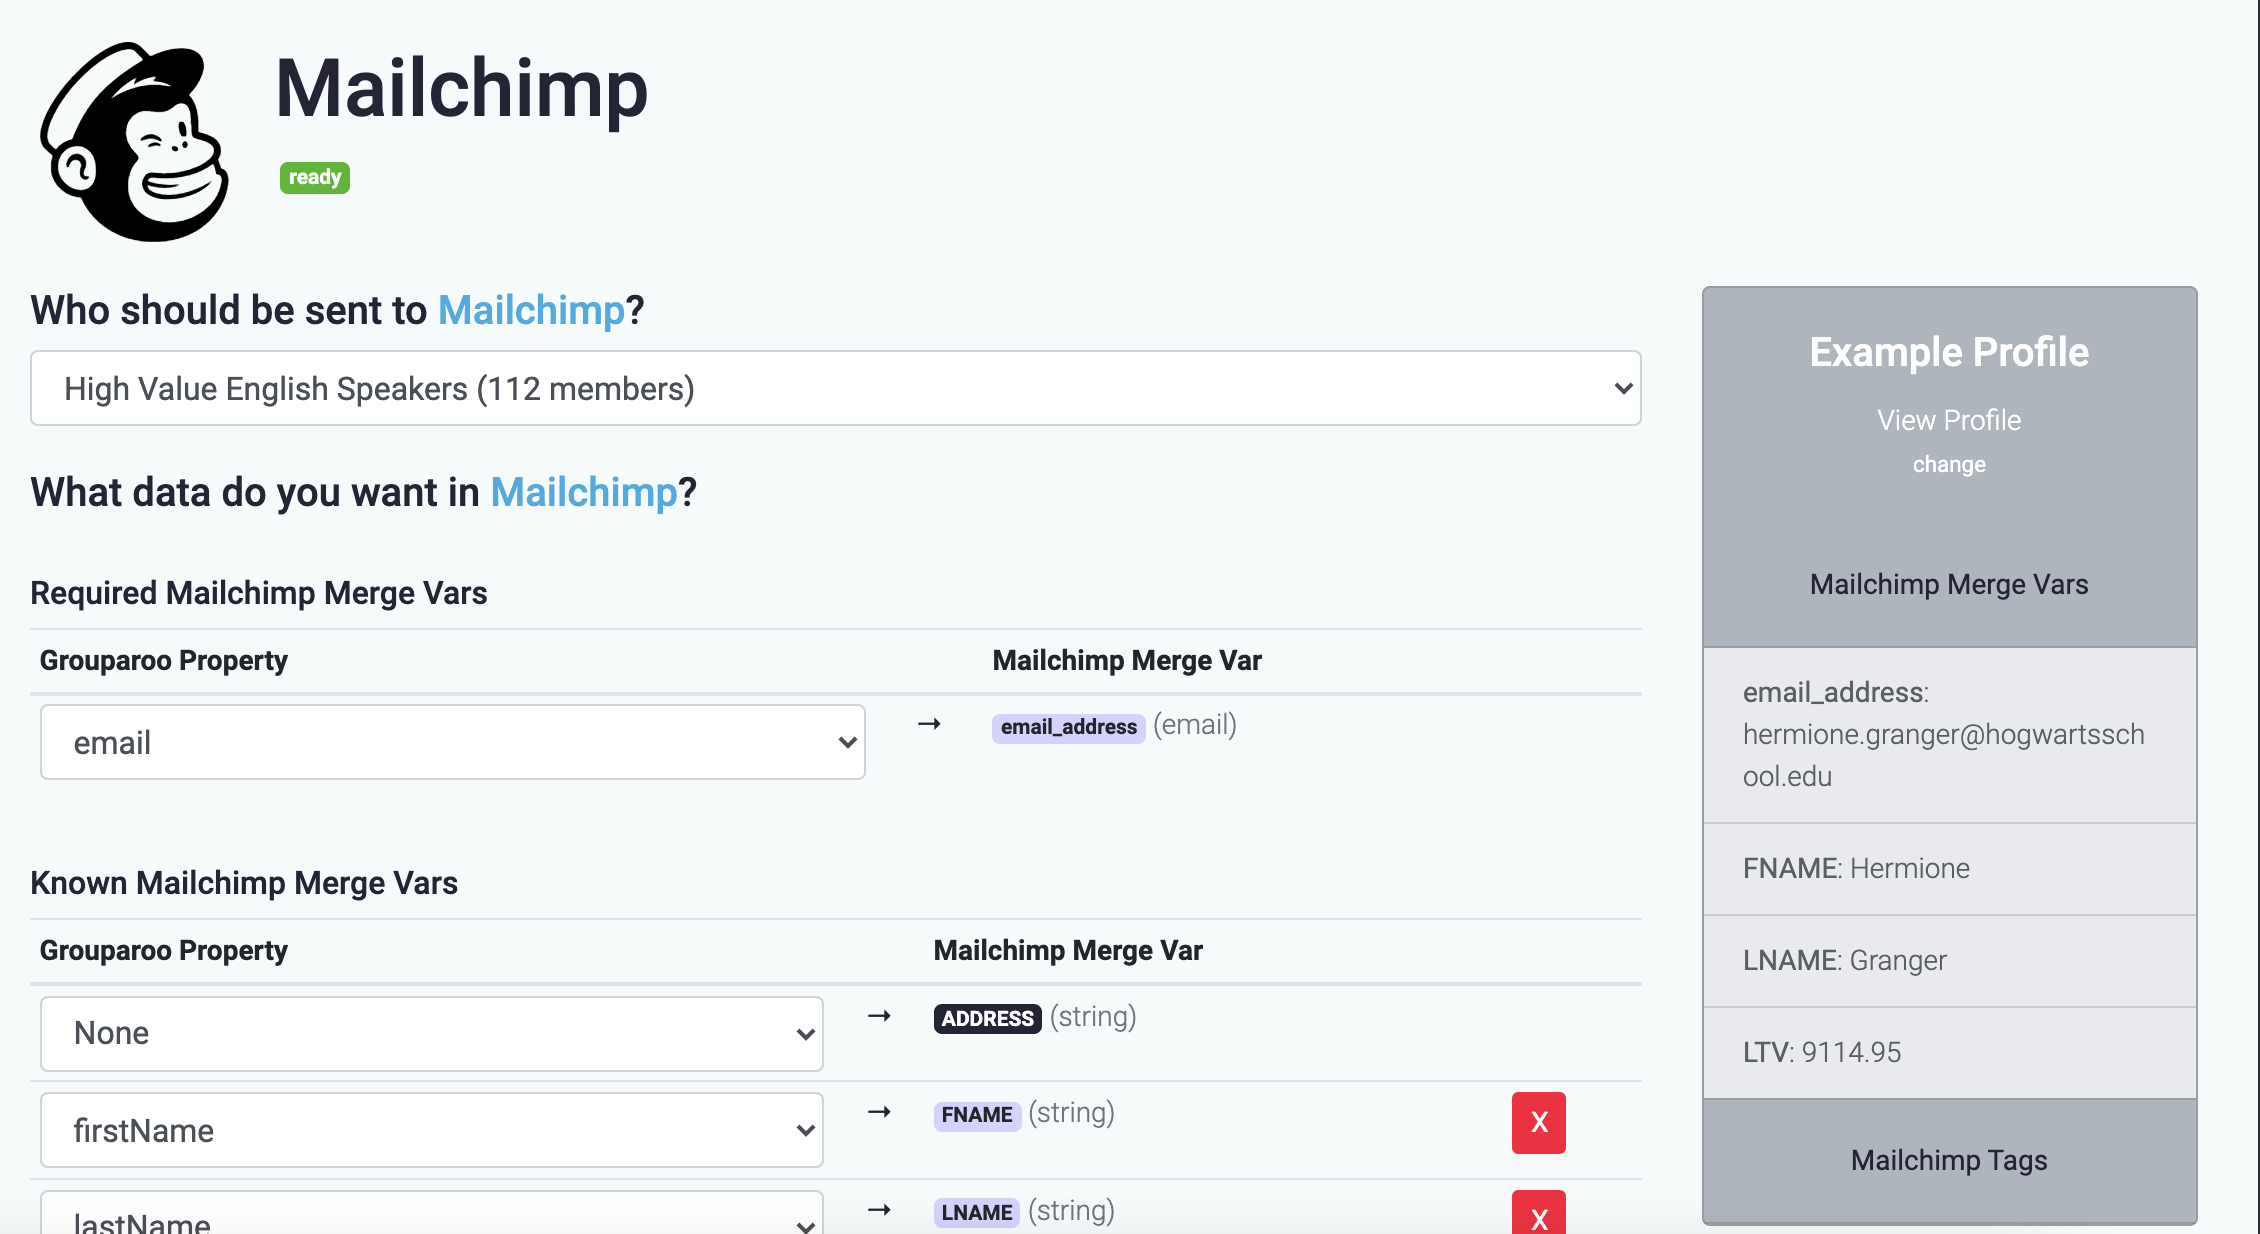 Mailchimp
ready
Who should be sent to Mailchimp?
High Value English Speakers (112 members)
What data do you want in Mailchimp?
Required Mailchimp Merge Vars
Grouparoo Property Mailchimp Merge Var
email → email_address (email)
Known Mailchimp Merge Vars
Grouparoo Property Mailchimp Merge Var
None → ADDRESS (string)
firstName → FNAME (string) X
lastName → LNAME (string) X
Example Profile
View Profile
change
Mailchimp Merge Vars
email_address:
hermione.granger@hogwartssch
ool.edu
FNAME: Hermione
LNAME: Granger
LTV: 9114.95
Mailchimp Tags